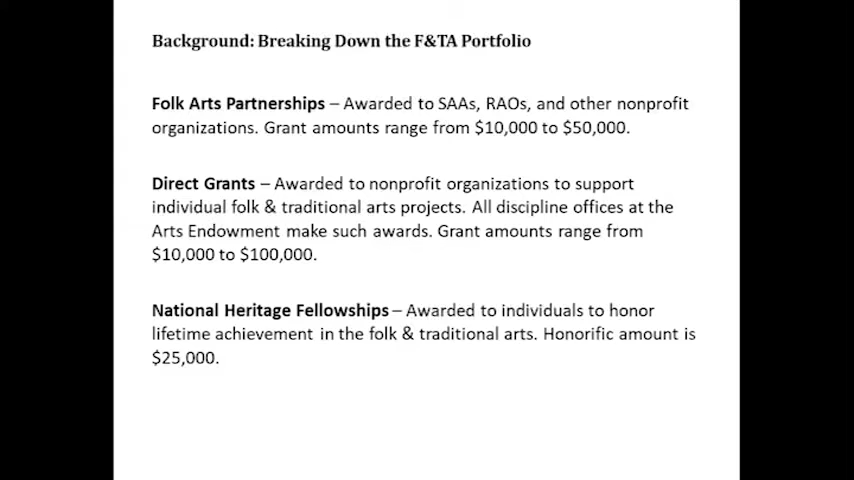 Background: Breaking Down the F&TA Portfolio
Folk Arts Partnerships – Awarded to SAAs, RAOs, and other nonprofit
organizations. Grant amounts range from $10,000 to $50,000.
Direct Grants – Awarded to nonprofit organizations to support
individual folk & traditional arts projects. All discipline offices at the
Arts Endowment make such awards. Grant amounts range from
$10,000 to $100,000.
National Heritage Fellowships – Awarded to individuals to honor
lifetime achievement in the folk & traditional arts. Honorific amount is
$25,000.